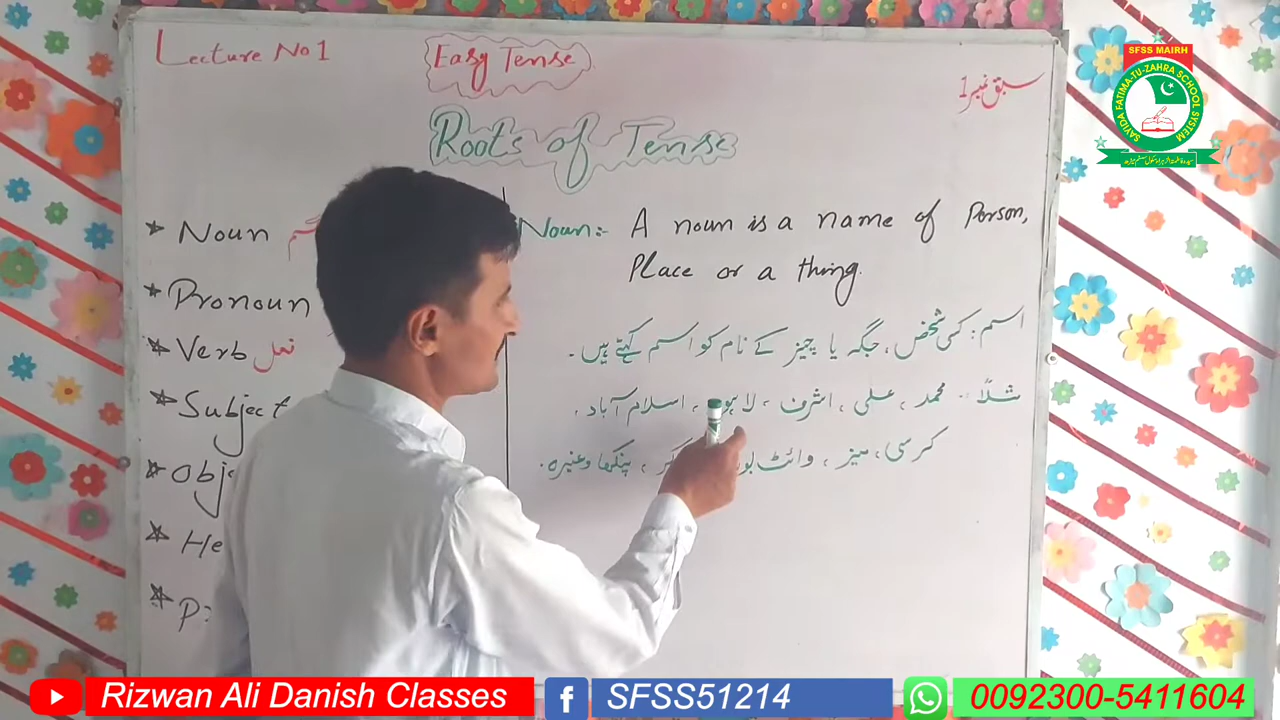 Lecture No 1
Easy Tense
سبق نمبر 1
Roots of Tense
* Noun
* Pronoun
* Verb فعل
* Subject
* Obje
* He
Noun:- A noun is a name of Person,
Place or a thing.
اسم: کسی شخص، جگہ یا چیز کے نام کو اسم کہتے ہیں۔
مثلاً۔ محمد، علی، اشرف، لاہور، اسلام آباد،
کرسی، میز، وائٹ بو پنکھا وغیرہ۔
SFSS MAIRH
SAYIDA FATIMA-TU-ZAHRA SCHOOL SYSTEM
Rizwan Ali Danish Classes
SFSS51214
0092300-5411604